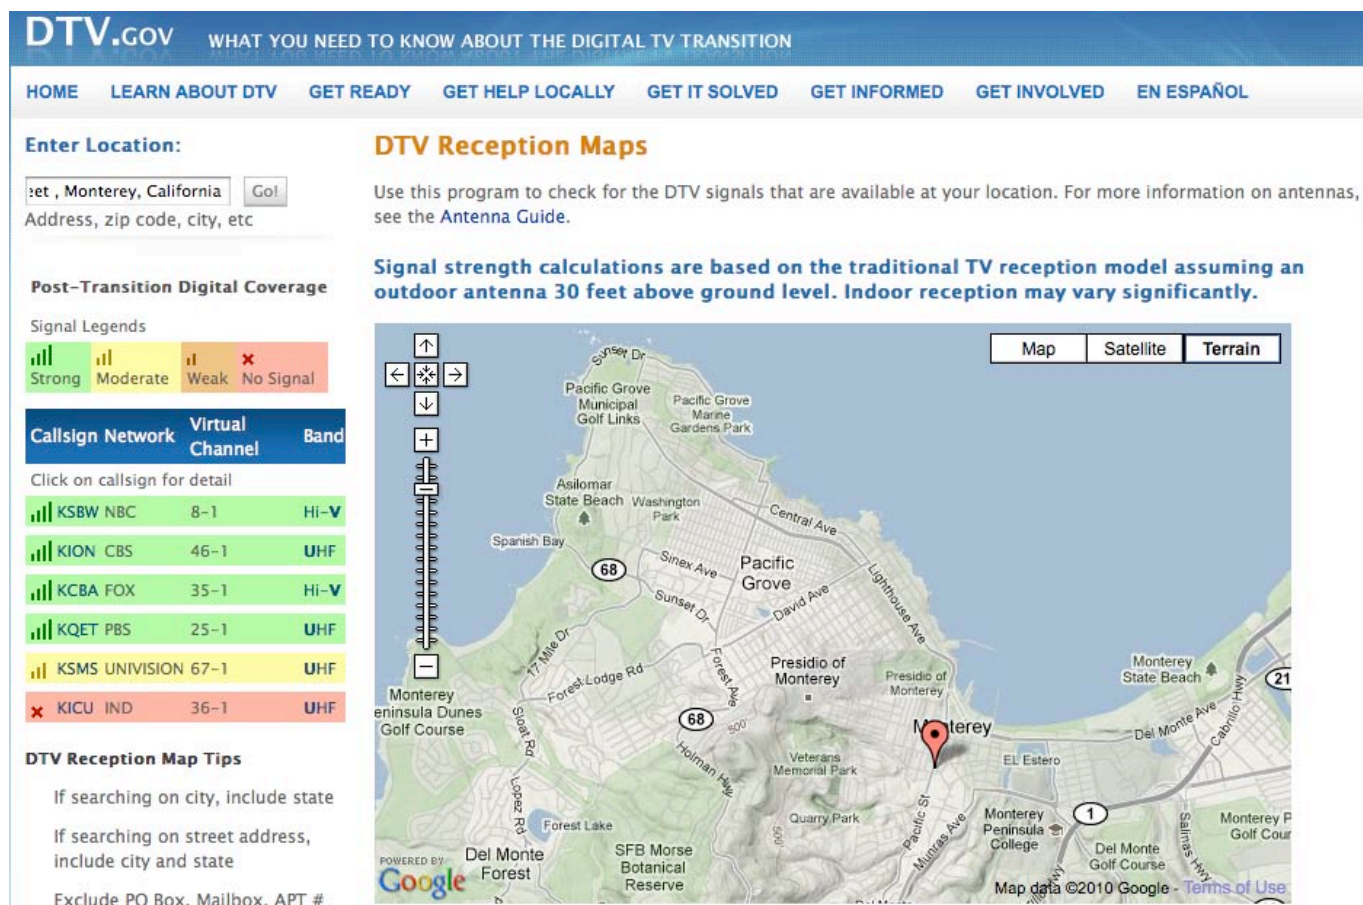 DTV.GOV WHAT YOU NEED TO KNOW ABOUT THE DIGITAL TV TRANSITION
HOME LEARN ABOUT DTV GET READY GET HELP LOCALLY GET IT SOLVED GET INFORMED GET INVOLVED EN ESPAÑOL
Enter Location:
eet , Monterey, California Go!
Address, zip code, city, etc
Post-Transition Digital Coverage
Signal Legends
Strong Moderate Weak No Signal
Callsign Network Virtual Channel Band
Click on callsign for detail
KSBW NBC 8-1 Hi-V
KION CBS 46-1 UHF
KCBA FOX 35-1 Hi-V
KQET PBS 25-1 UHF
KSMS UNIVISION 67-1 UHF
KICU IND 36-1 UHF
DTV Reception Map Tips
If searching on city, include state
If searching on street address,
include city and state
Exclude PO Box, Mailbox, APT #
DTV Reception Maps
Use this program to check for the DTV signals that are available at your location. For more information on antennas,
see the Antenna Guide.
Signal strength calculations are based on the traditional TV reception model assuming an
outdoor antenna 30 feet above ground level. Indoor reception may vary significantly.
Map Satellite Terrain
Sunset Dr
Pacific Grove
Municipal
Golf Links
Pacific Grove
Marine
Gardens Park
Asilomar
State Beach
Washington
Park
Central Ave
Spanish Bay
68
Sinex Ave
Pacific
Grove
Sunset Dr
David Ave
Lighthouse Ave
17 Mile Dr
Forest Lodge Rd
Forest Ave
Presidio of
Monterey
Presidio of
Monterey
Monterey
State Beach
21
Monterey
eninsula Dunes
Golf Course
Sloat Rd
68
500'
Holman Hwy
Monterey
Del Monte Ave
Cabrillo Hwy
Veterans
Memorial Park
EL Estero
Lopez Rd
Forest Lake
Quarry Park
500'
Pacific St
Munras Ave
Monterey
Peninsula
College
1
Salinas Hwy
Monterey P
Golf Cour
Del Monte
Forest
SFB Morse
Botanical
Reserve
Del Monte
Golf Course
POWERED BY
Google
Map data ©2010 Google - Terms of Use